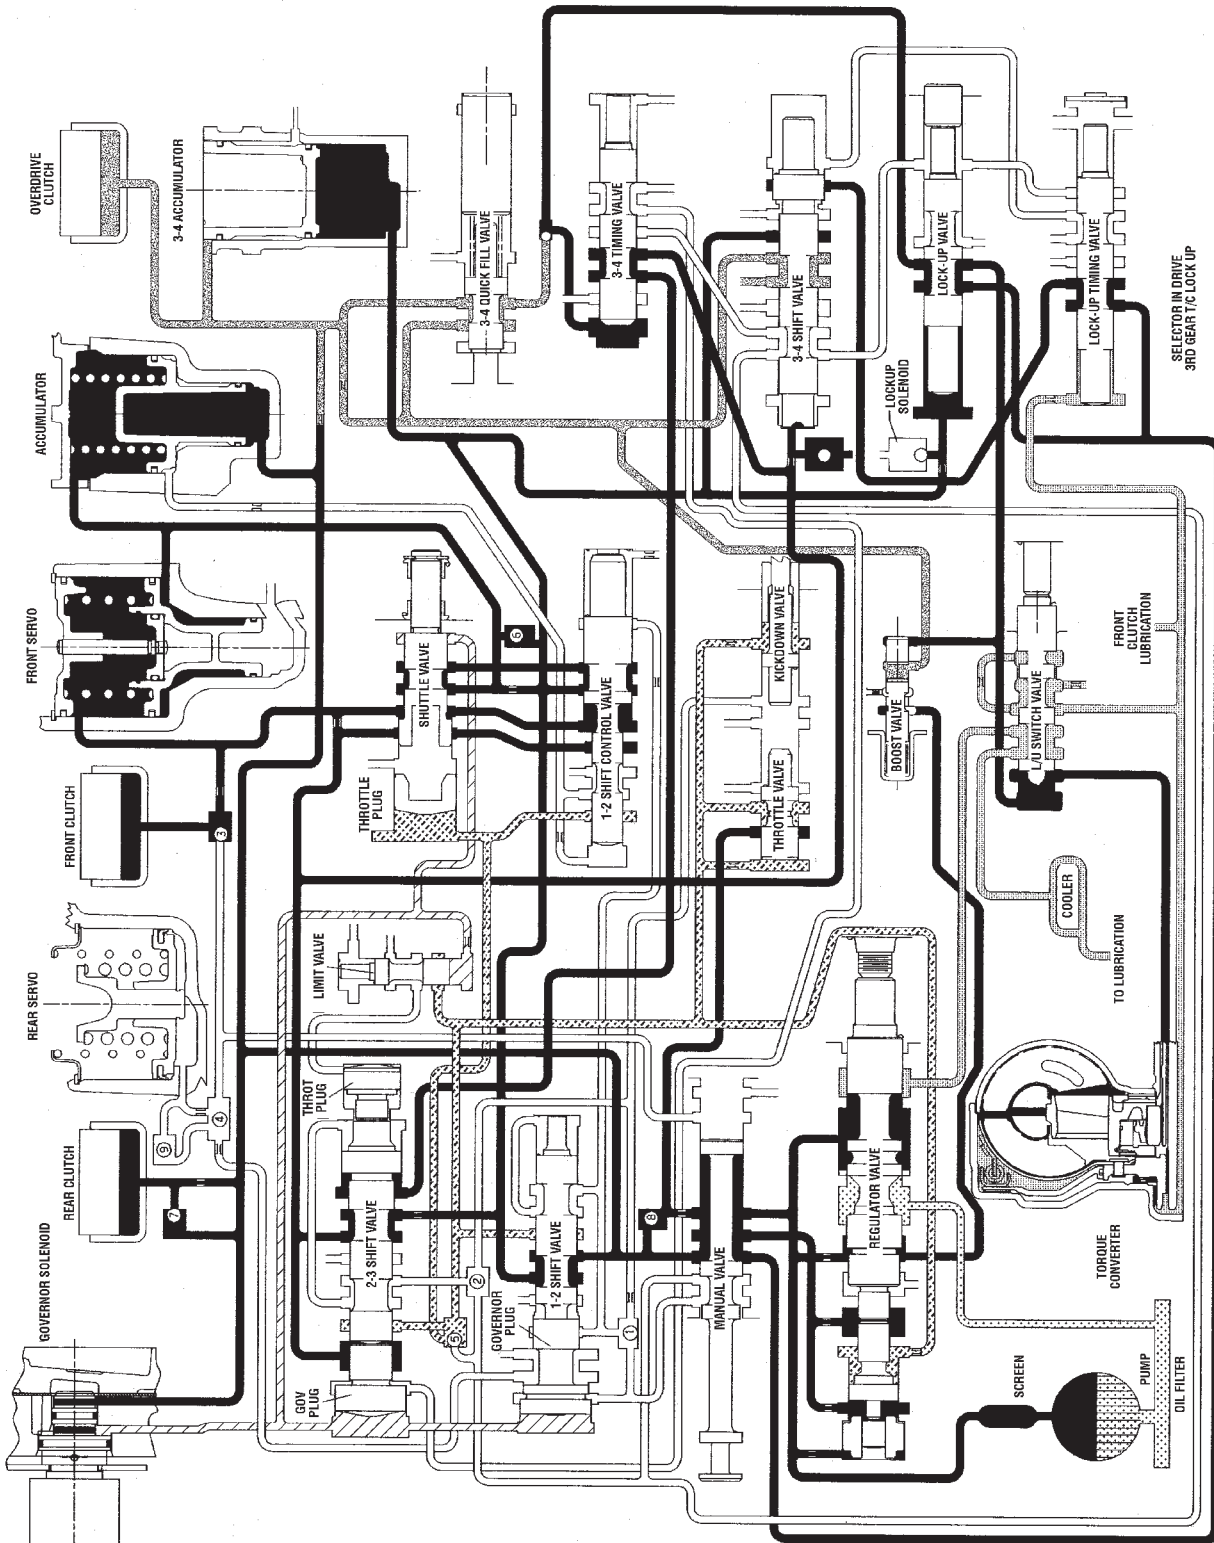 OVERDRIVE
CLUTCH
3-4 ACCUMULATOR
3-4 QUICK FILL VALVE
3-4 TIMING VALVE
3-4 SHIFT VALVE
LOCK-UP VALVE
LOCK-UP TIMING VALVE
SELECTOR IN DRIVE
3RD GEAR T/C LOCK UP
ACCUMULATOR
LOCKUP
SOLENOID
FRONT SERVO
SHUTTLE VALVE
6
1-2 SHIFT CONTROL VALVE
KICKDOWN VALVE
BOOST VALVE
L/U SWITCH VALVE
FRONT
CLUTCH
LUBRICATION
FRONT CLUTCH
3
THROTTLE
PLUG
THROTTLE VALVE
COOLER
TO LUBRICATION
REAR SERVO
LIMIT VALVE
9
4
THROT
PLUG
REAR CLUTCH
7
2-3 SHIFT VALVE
2
1-2 SHIFT VALVE
8
MANUAL VALVE
REGULATOR VALVE
TORQUE
CONVERTER
GOVERNOR SOLENOID
GOV
PLUG
5
GOVERNOR
PLUG
1
SCREEN
PUMP
OIL FILTER